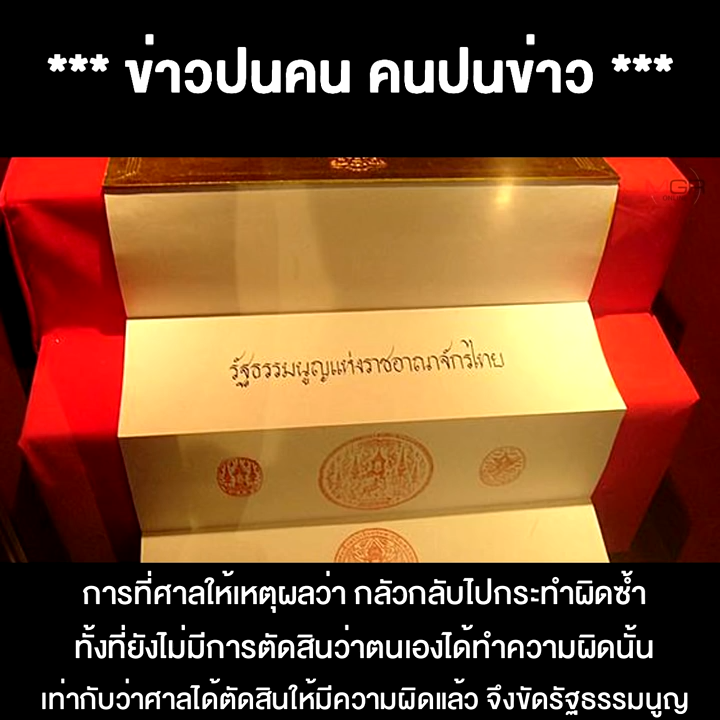 *** ข่าวปนคน คนปนข่าว ***
รัฐธรรมนูญแห่งราชอาณาจักรไทย
การที่ศาลให้เหตุผลว่า กลัวกลับไปกระทำผิดซ้ำ
ทั้งที่ยังไม่มีการตัดสินว่าตนเองได้ทำความผิดนั้น
เท่ากับว่าศาลได้ตัดสินให้มีความผิดแล้ว จึงขัดรัฐธรรมนูญ